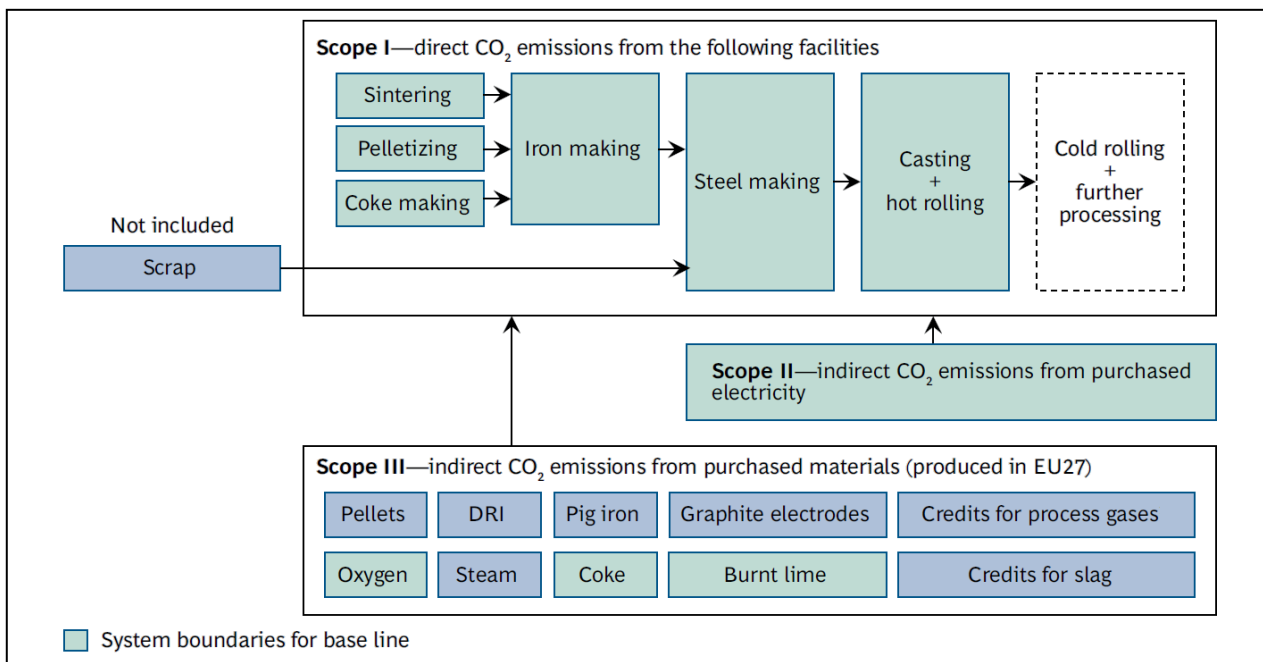 Scope I—direct CO₂ emissions from the following facilities
Sintering
Pelletizing
Coke making
Iron making
Steel making
Casting
+
hot rolling
Cold rolling
+
further
processing
Not included
Scrap
Scope II—indirect CO₂ emissions from purchased
electricity
Scope III—indirect CO₂ emissions from purchased materials (produced in EU27)
Pellets
DRI
Pig iron
Graphite electrodes
Credits for process gases
Oxygen
Steam
Coke
Burnt lime
Credits for slag
System boundaries for base line